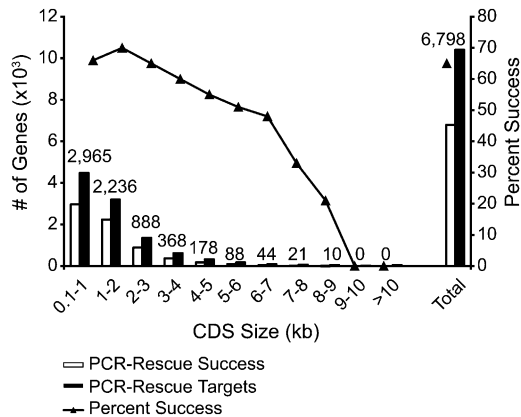 12 80
6,798
70
10
60
8
50
6
40
2,965
30
4
2,236
20
2
888
368
178
88 44 21 10 0 0
10
0 0
0.1-1 1-2 2-3 3-4 4-5 5-6 6-7 7-8 8-9 9-10 >10 Total
# of Genes (x10³)
Percent Success
CDS Size (kb)
PCR-Rescue Success
PCR-Rescue Targets
Percent Success